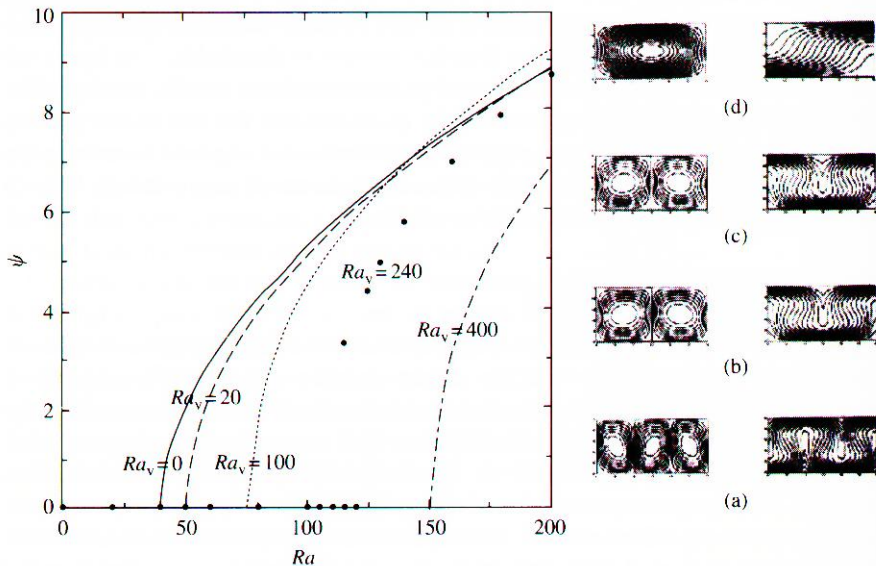 10
8
6
4
2
0
ψ
Ra_v = 240
Ra_v = 400
Ra_v = 20
Ra_v = 0
Ra_v = 100
0
50
100
150
200
Ra
(d)
(c)
(b)
(a)